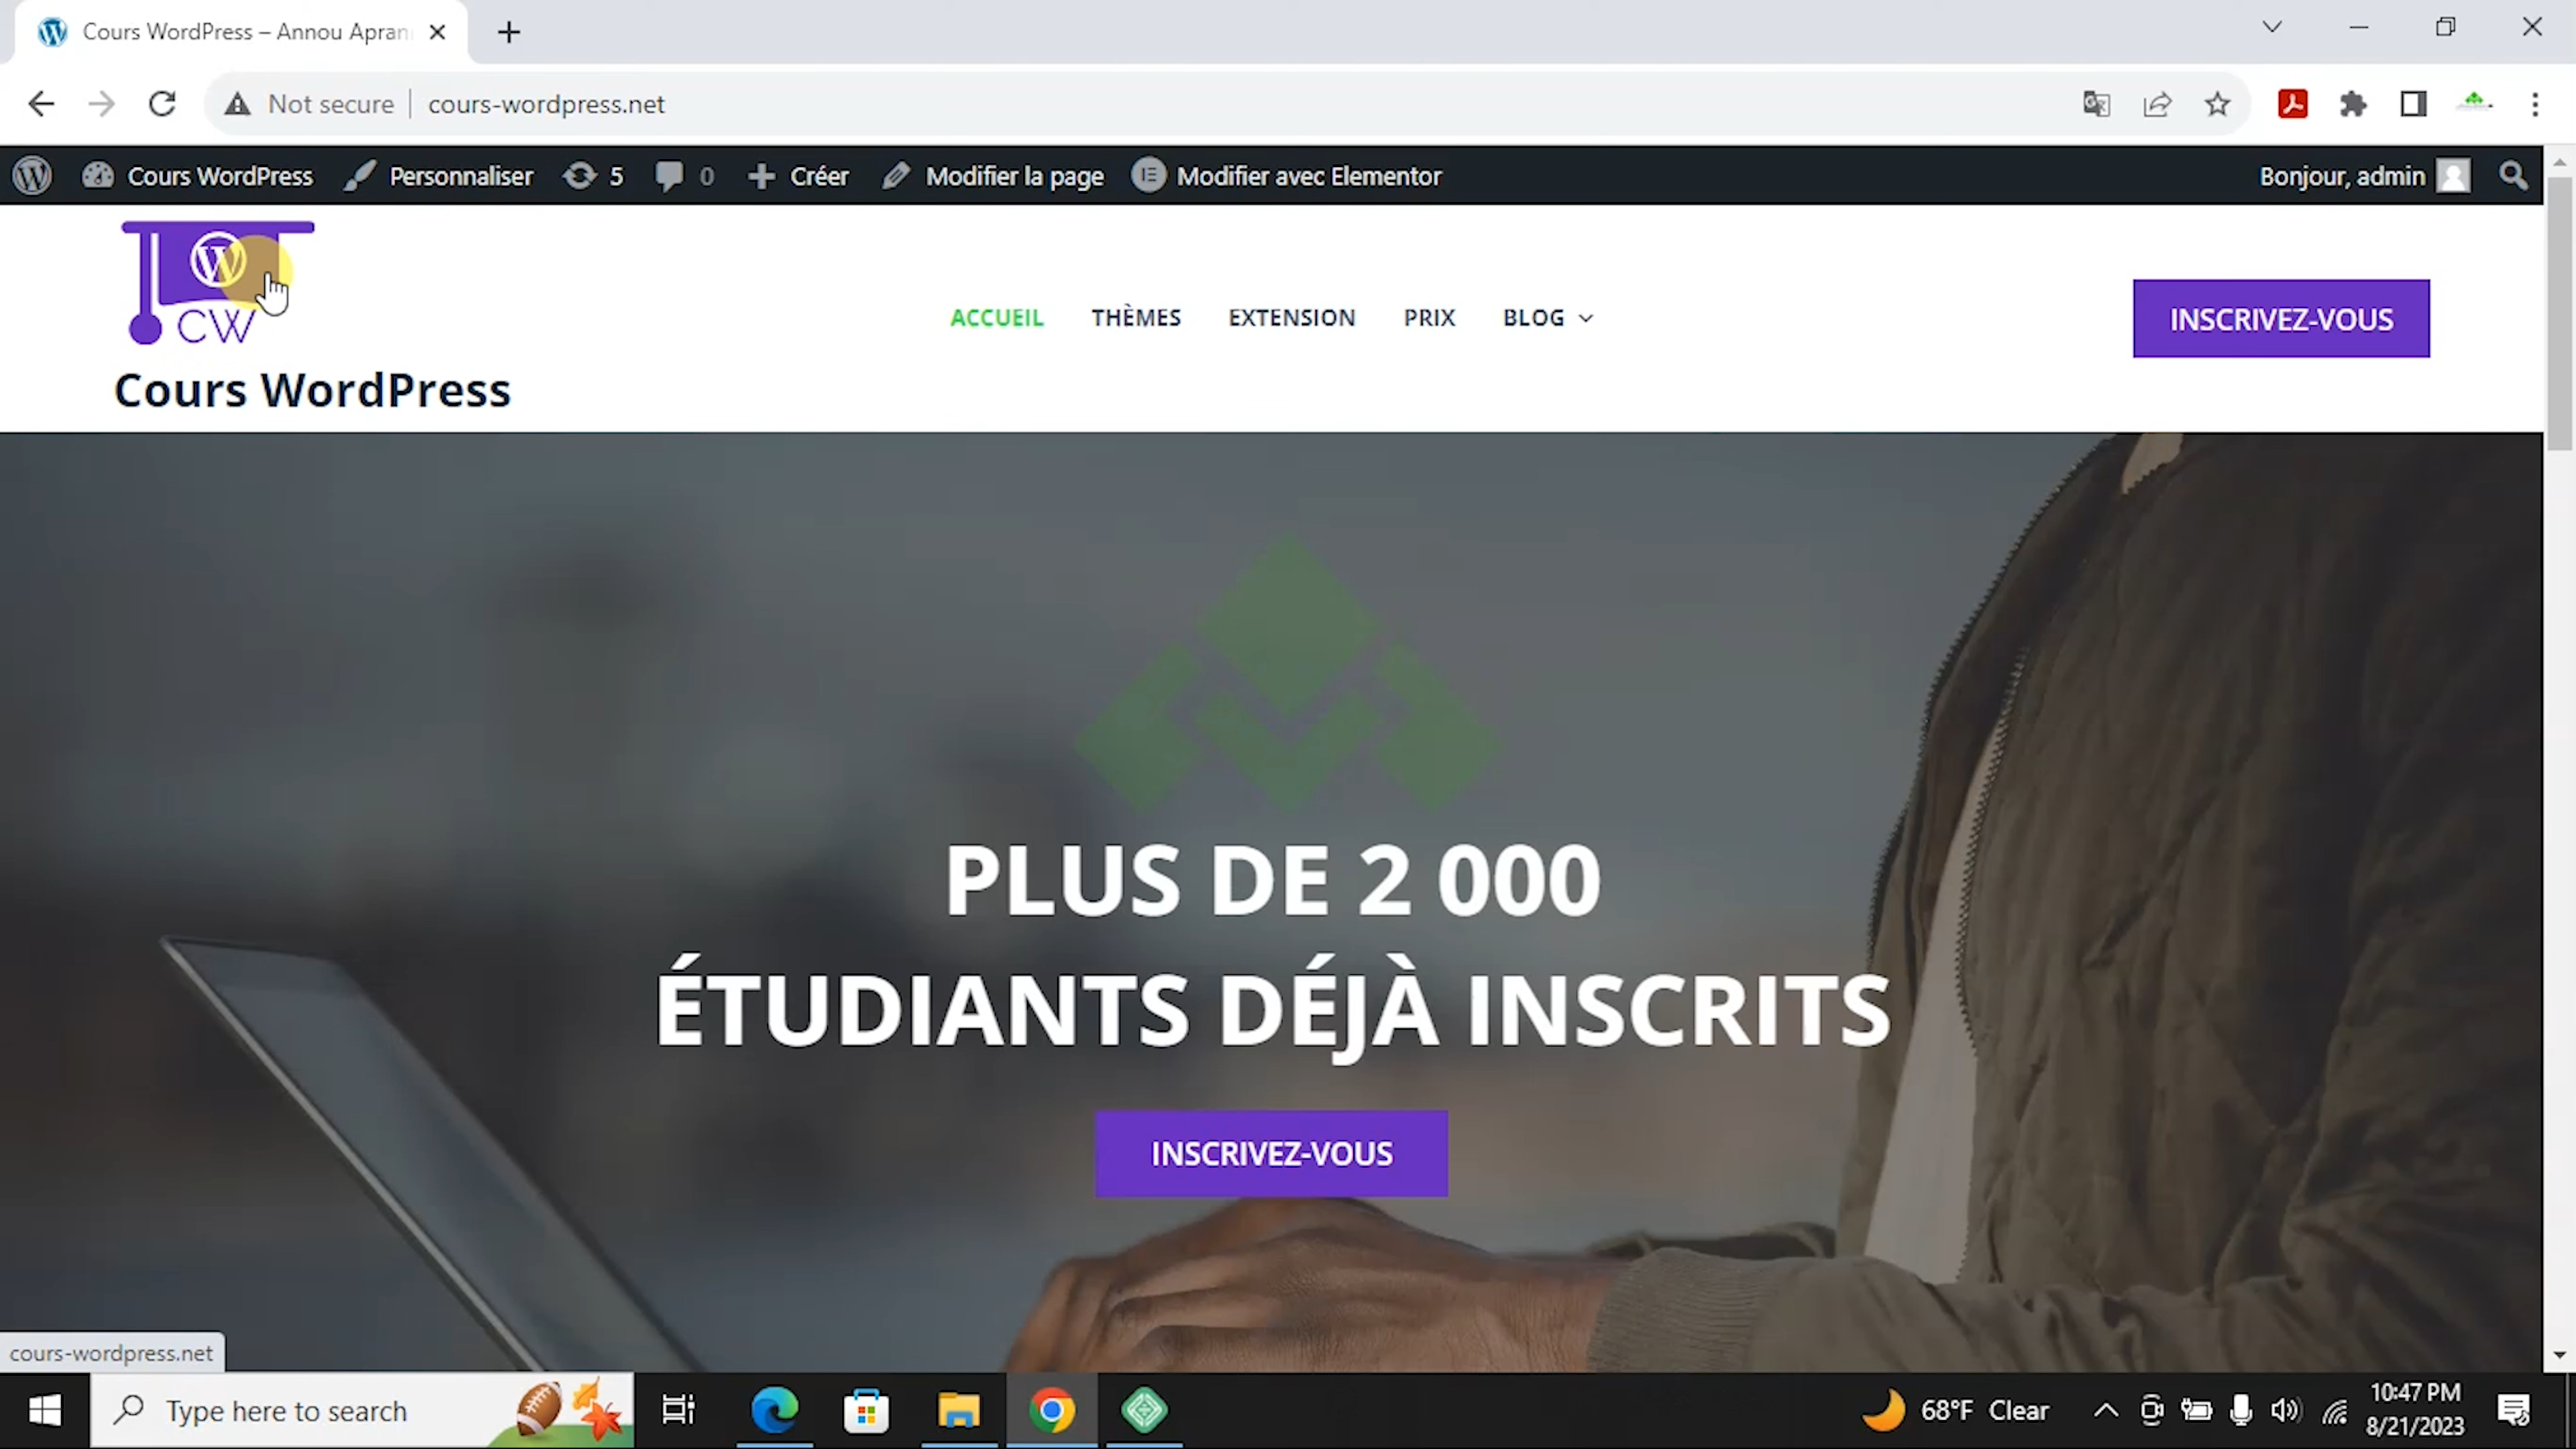 Cours WordPress – Annou Apran
Not secure
cours-wordpress.net
Cours WordPress
Personnaliser
5
0
Créer
Modifier la page
Modifier avec Elementor
Bonjour, admin
CW
Cours WordPress
ACCUEIL
THÈMES
EXTENSION
PRIX
BLOG
INSCRIVEZ-VOUS
PLUS DE 2 000
ÉTUDIANTS DÉJÀ INSCRITS
INSCRIVEZ-VOUS
cours-wordpress.net
Type here to search
68°F Clear
10:47 PM
8/21/2023